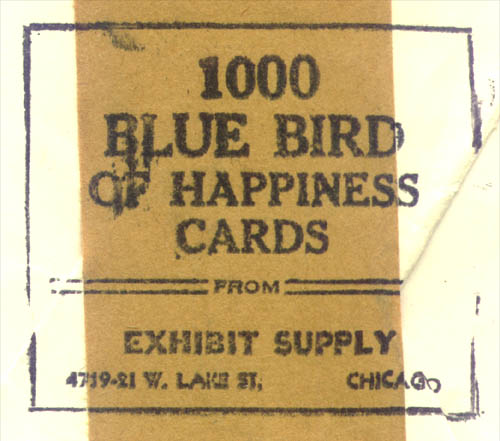 1000
BLUE BIRD
OF HAPPINESS
CARDS
FROM
EXHIBIT SUPPLY
4719-21 W. LAKE ST, CHICAGO